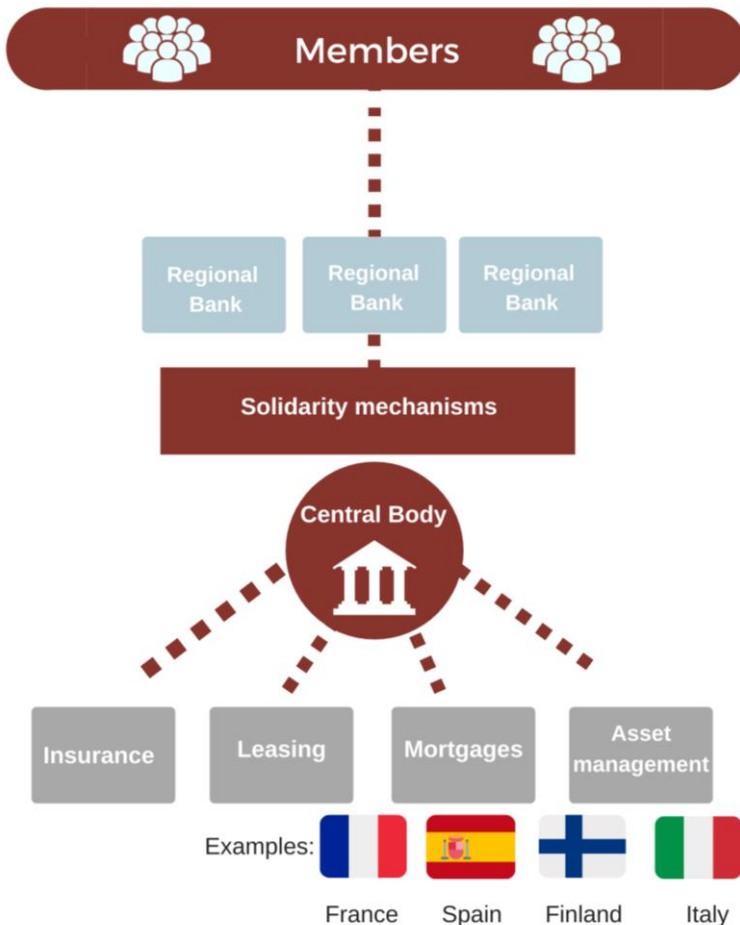 Members
Regional
Bank
Regional
Bank
Regional
Bank
Solidarity mechanisms
Central Body
Insurance
Leasing
Mortgages
Asset
management
Examples:
France
Spain
Finland
Italy